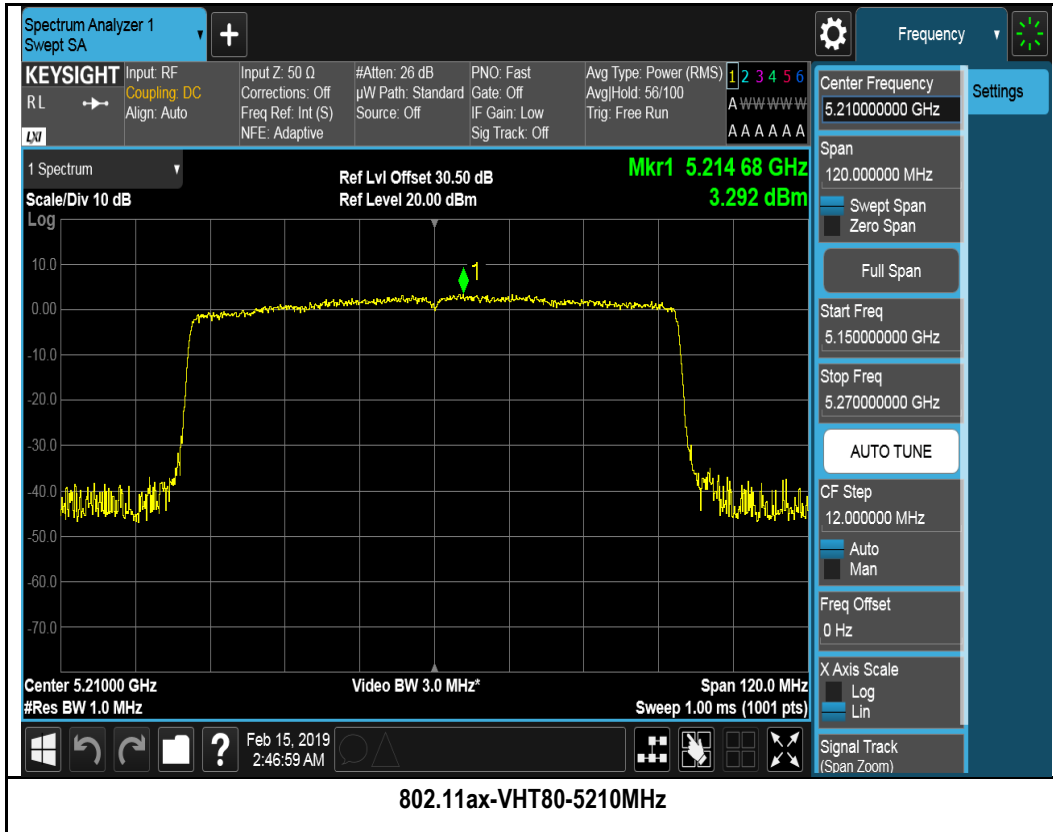 Spectrum Analyzer 1
Swept SA
Frequency
KEYSIGHT
R L
LXI
Input: RF
Coupling: DC
Align: Auto
Input Z: 50 Ω
Corrections: Off
Freq Ref: Int (S)
NFE: Adaptive
#Atten: 26 dB
µW Path: Standard
Source: Off
PNO: Fast
Gate: Off
IF Gain: Low
Sig Track: Off
Avg Type: Power (RMS)
Avg|Hold: 56/100
Trig: Free Run
1 2 3 4 5 6
A W W W W W
A A A A A A
1 Spectrum
Scale/Div 10 dB
Ref Lvl Offset 30.50 dB
Ref Level 20.00 dBm
Mkr1 5.214 68 GHz
3.292 dBm
Log
1
10.0
0.00
-10.0
-20.0
-30.0
-40.0
-50.0
-60.0
-70.0
Center 5.21000 GHz
#Res BW 1.0 MHz
Video BW 3.0 MHz*
Span 120.0 MHz
Sweep 1.00 ms (1001 pts)
Center Frequency
5.210000000 GHz
Settings
Span
120.000000 MHz
Swept Span
Zero Span
Full Span
Start Freq
5.150000000 GHz
Stop Freq
5.270000000 GHz
AUTO TUNE
CF Step
12.000000 MHz
Auto
Man
Freq Offset
0 Hz
X Axis Scale
Log
Lin
Signal Track
(Span Zoom)
?
Feb 15, 2019
2:46:59 AM
802.11ax-VHT80-5210MHz